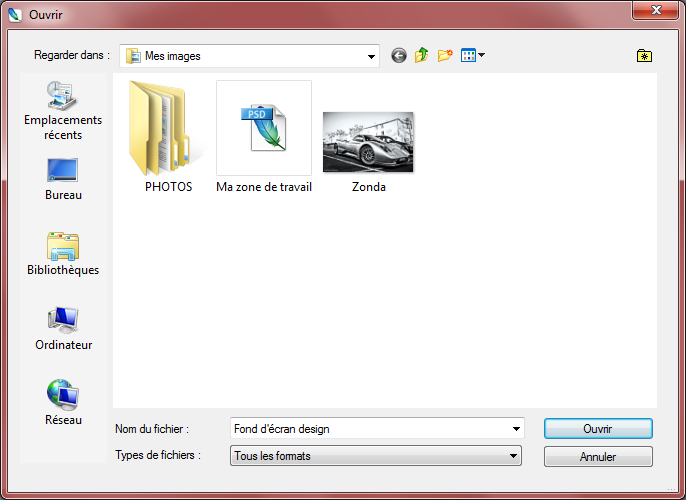 Ouvrir
Regarder dans :
Mes images
Emplacements
récents
Bureau
Bibliothèques
Ordinateur
Réseau
PSD
PHOTOS
Ma zone de travail
Zonda
Nom du fichier :
Fond d'écran design
Ouvrir
Types de fichiers :
Tous les formats
Annuler